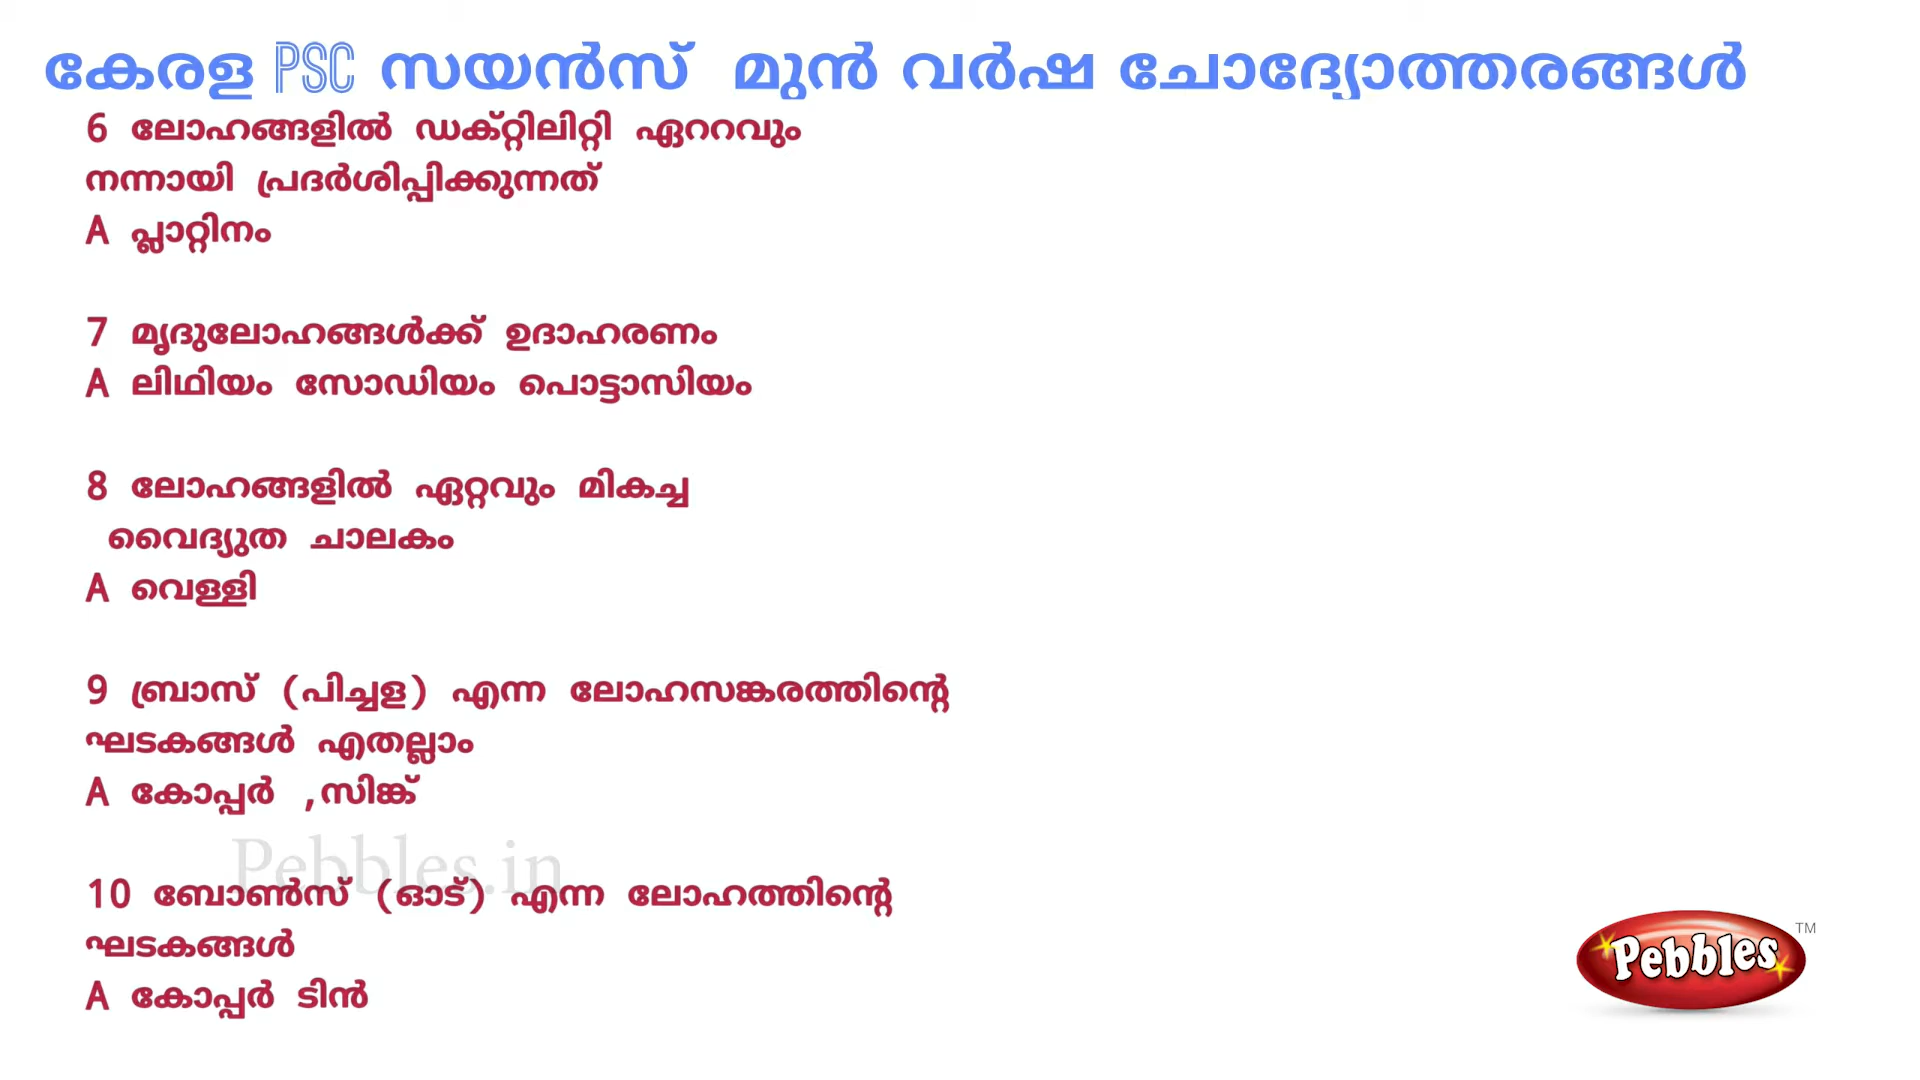 കേരള PSC സയൻസ് മുൻ വർഷ ചോദ്യോത്തരങ്ങൾ
6 ലോഹങ്ങളിൽ ഡക്റ്റിലിറ്റി ഏററവും
നന്നായി പ്രദർശിപ്പിക്കുന്നത്
A പ്ലാറ്റിനം
7 മൃദുലോഹങ്ങൾക്ക് ഉദാഹരണം
A ലിഥിയം സോഡിയം പൊട്ടാസിയം
8 ലോഹങ്ങളിൽ ഏറ്റവും മികച്ച
വൈദ്യുത ചാലകം
A വെള്ളി
9 ബ്രാസ് (പിച്ചള) എന്ന ലോഹസങ്കരത്തിന്റെ
ഘടകങ്ങൾ എതല്ലാം
A കോപ്പർ ,സിങ്ക്
Pebbles.in
10 ബോൺസ് (ഓട്) എന്ന ലോഹത്തിന്റെ
ഘടകങ്ങൾ
A കോപ്പർ ടിൻ
Pebbles TM